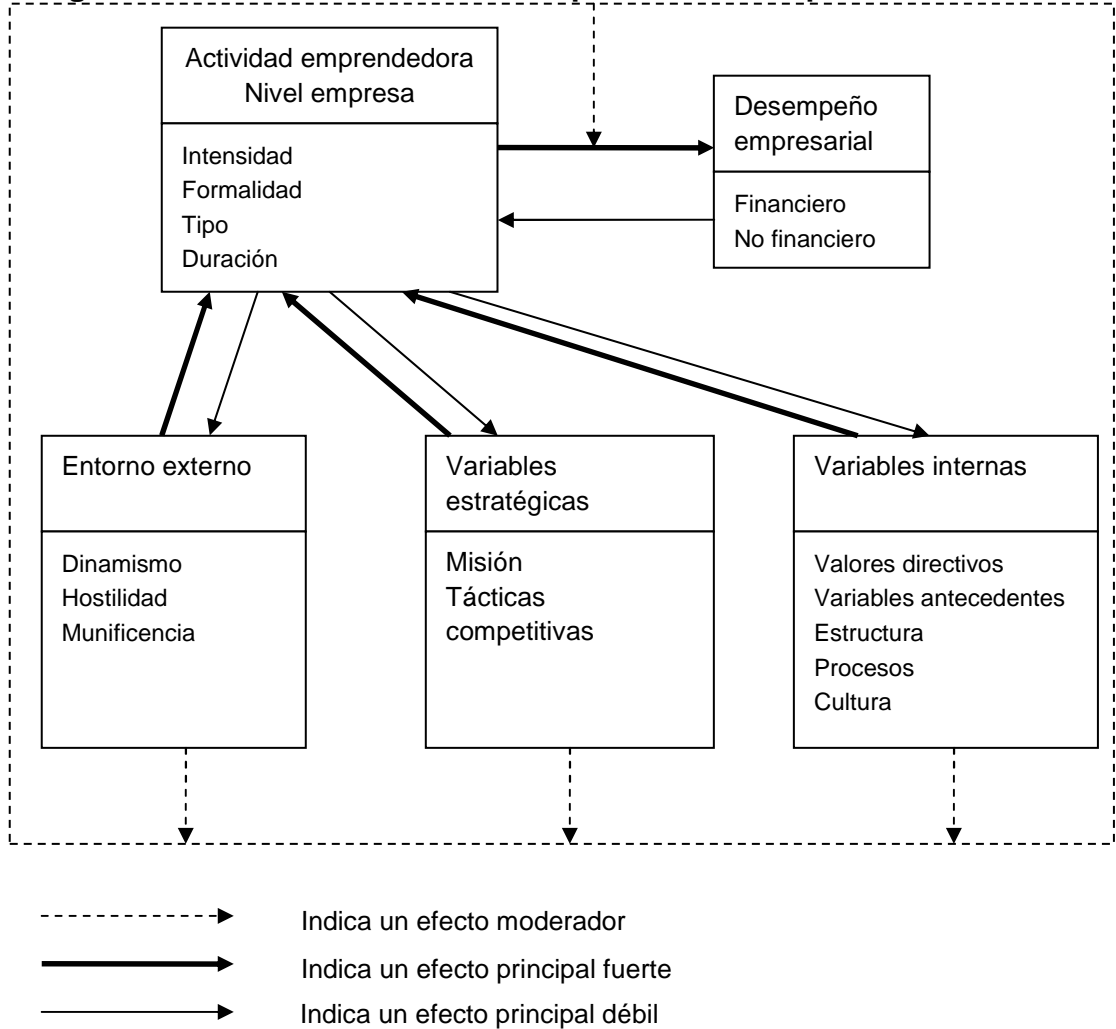 Actividad emprendedora
Nivel empresa
Intensidad
Formalidad
Tipo
Duración
Desempeño
empresarial
Financiero
No financiero
Entorno externo
Dinamismo
Hostilidad
Munificencia
Variables
estratégicas
Misión
Tácticas
competitivas
Variables internas
Valores directivos
Variables antecedentes
Estructura
Procesos
Cultura
Indica un efecto moderador
Indica un efecto principal fuerte
Indica un efecto principal débil